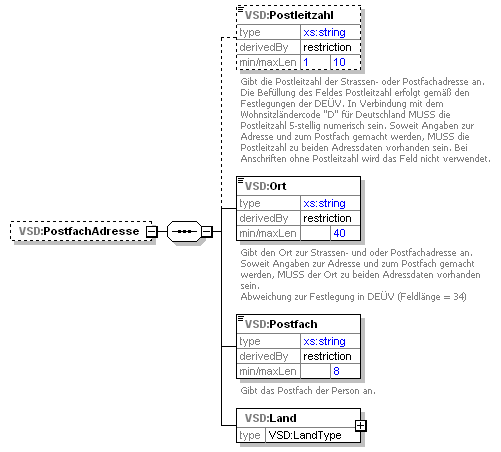 VSD:Postleitzahl
type xs:string
derivedBy restriction
min/maxLen 1 10
Gibt die Postleitzahl der Strassen- oder Postfachadresse an.
Die Befüllung des Feldes Postleitzahl erfolgt gemäß den
Festlegungen der DEÜV. In Verbindung mit dem
Wohnsitzländercode "D" für Deutschland MUSS die
Postleitzahl 5-stellig numerisch sein. Soweit Angaben zur
Adresse und zum Postfach gemacht werden, MUSS die
Postleitzahl zu beiden Adressdaten vorhanden sein. Bei
Anschriften ohne Postleitzahl wird das Feld nicht verwendet.
VSD:PostfachAdresse
VSD:Ort
type xs:string
derivedBy restriction
min/maxLen 40
Gibt den Ort zur Strassen- und oder Postfachadresse an.
Soweit Angaben zur Adresse und zum Postfach gemacht
werden, MUSS der Ort zu beiden Adressdaten vorhanden
sein.
Abweichung zur Festlegung in DEÜV (Feldlänge = 34)
VSD:Postfach
type xs:string
derivedBy restriction
min/maxLen 8
Gibt das Postfach der Person an.
VSD:Land
type VSD:LandType